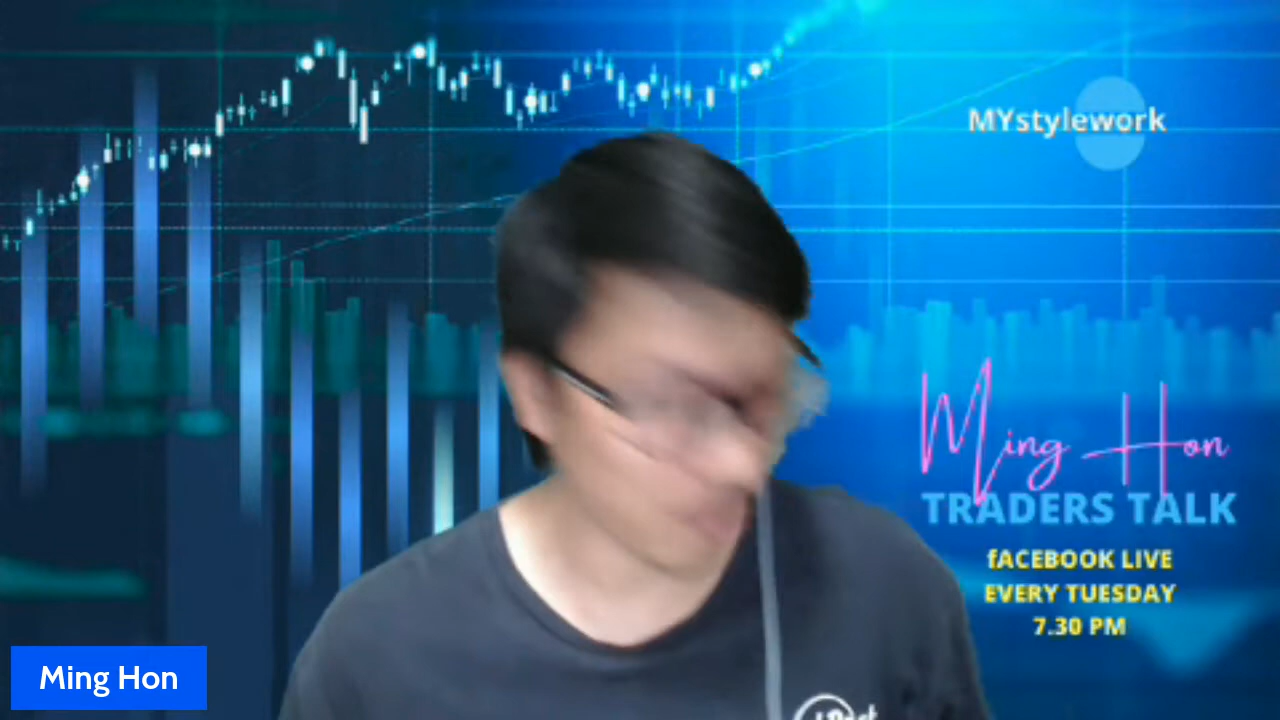 MYstylework
Ming Hon
TRADERS TALK
fACEBOOK LIVE
EVERY TUESDAY
7.30 PM
Ming Hon